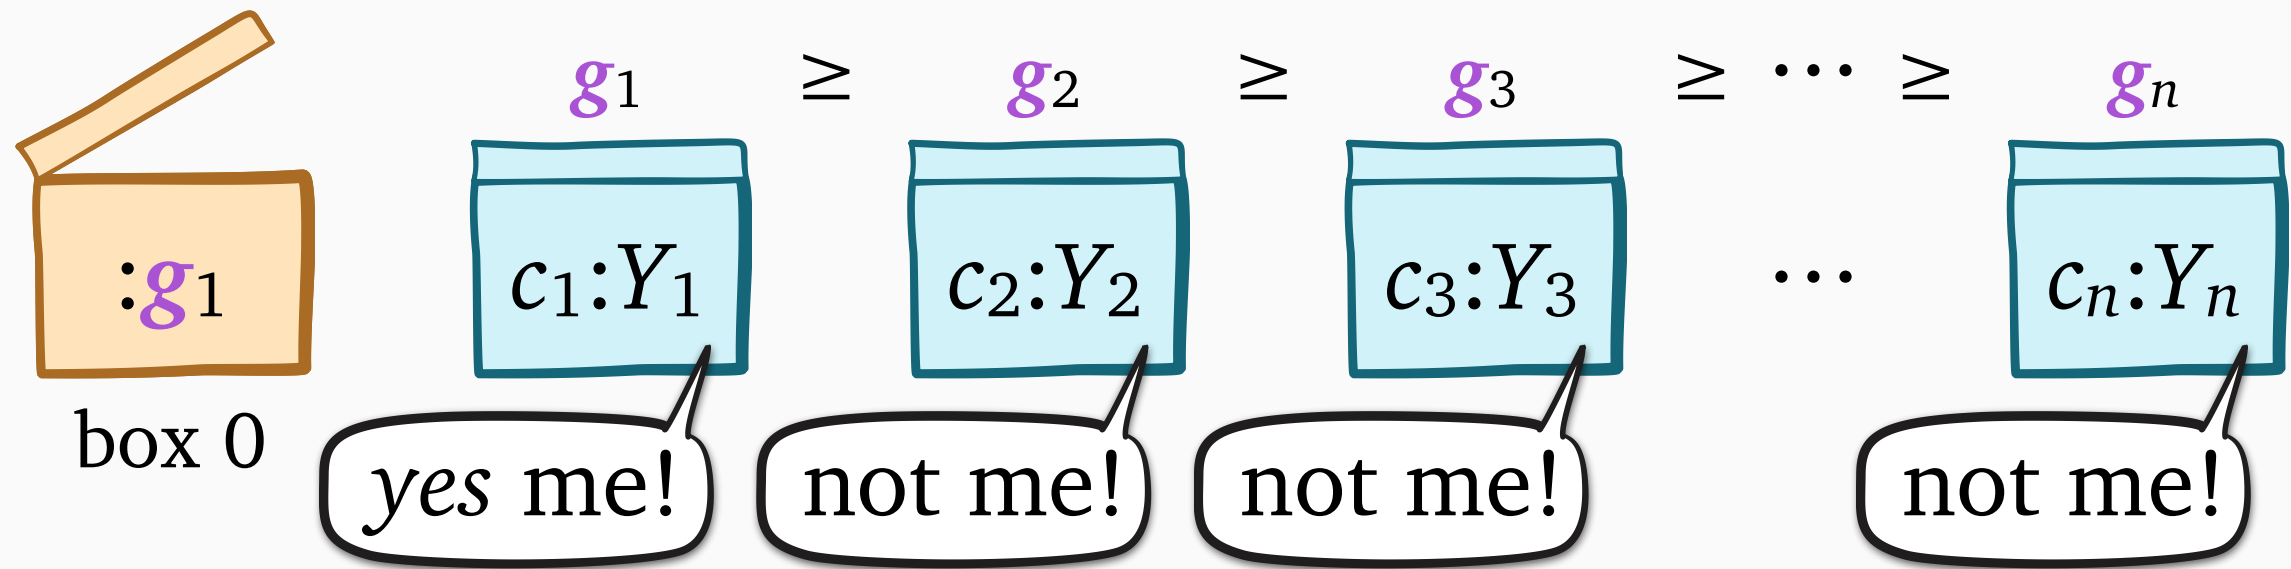 g₁ ≥ g₂ ≥ g₃ ≥ ⋯ ≥ gₙ
:g₁ c₁:Y₁ c₂:Y₂ c₃:Y₃ ⋯ cₙ:Yₙ
box 0
yes me! not me! not me! not me!